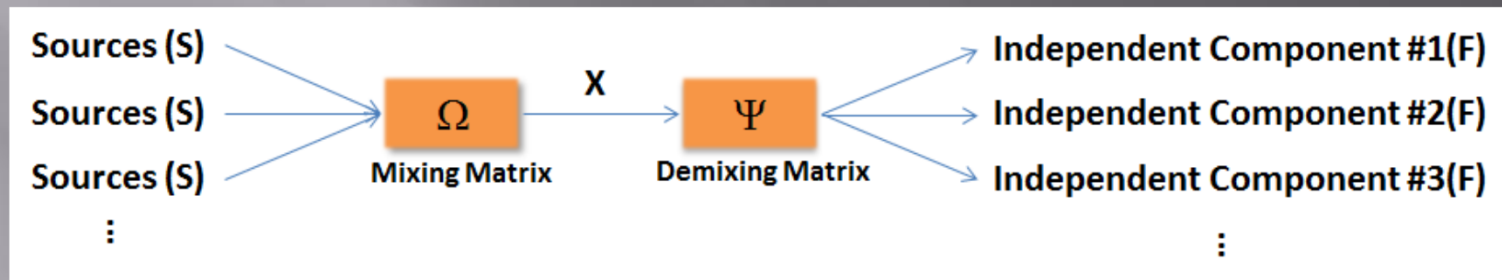 Sources (S)
Sources (S)
Sources (S)
⋮
Ω
Mixing Matrix
X
Ψ
Demixing Matrix
Independent Component #1(F)
Independent Component #2(F)
Independent Component #3(F)
⋮